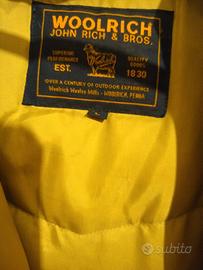 WOOLRICH
JOHN RICH & BROS.
SUPERIOR PERFORMANCE
QUALITY GOODS
EST. 1830
OVER A CENTURY OF OUTDOOR EXPERIENCE
Woolrich Woolen Mills - WOOLRICH, PENNA
subito